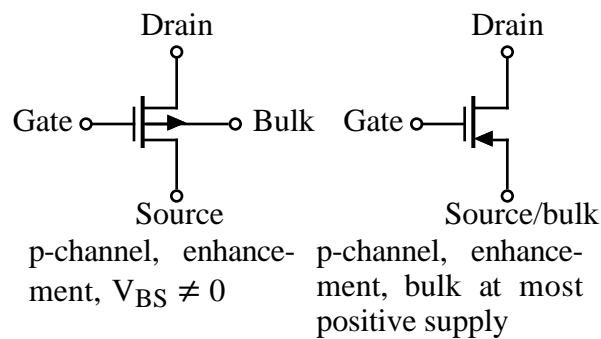 Drain Drain
Gate Bulk Gate
Source Source/bulk
p-channel, enhance-
ment, V_BS ≠ 0
p-channel, enhance-
ment, bulk at most
positive supply